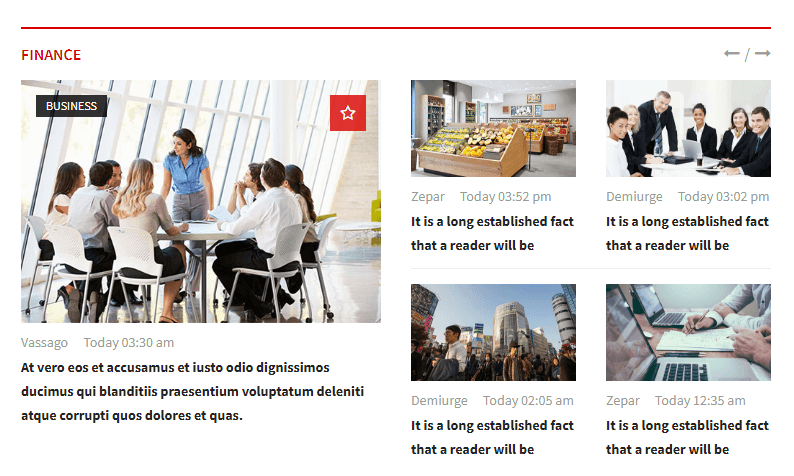 FINANCE
/
BUSINESS
Vassago Today 03:30 am
At vero eos et accusamus et iusto odio dignissimos
ducimus qui blanditiis praesentium voluptatum deleniti
atque corrupti quos dolores et quas.
Zepar Today 03:52 pm
It is a long established fact
that a reader will be
Demiurge Today 03:02 pm
It is a long established fact
that a reader will be
Demiurge Today 02:05 am
It is a long established fact
that a reader will be
Zepar Today 12:35 am
It is a long established fact
that a reader will be